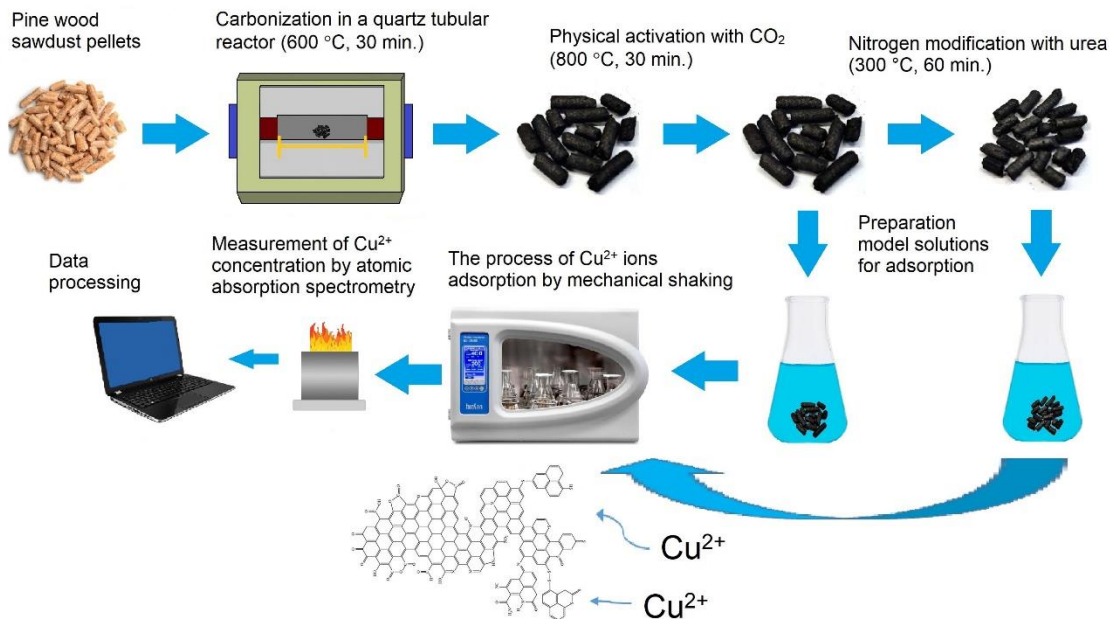 Pine wood
sawdust pellets
Carbonization in a quartz tubular
reactor (600 °C, 30 min.)
Physical activation with CO₂
(800 °C, 30 min.)
Nitrogen modification with urea
(300 °C, 60 min.)
Data
processing
Measurement of Cu²⁺
concentration by atomic
absorption spectrometry
The process of Cu²⁺ ions
adsorption by mechanical shaking
Preparation
model solutions
for adsorption
Cu²⁺
Cu²⁺